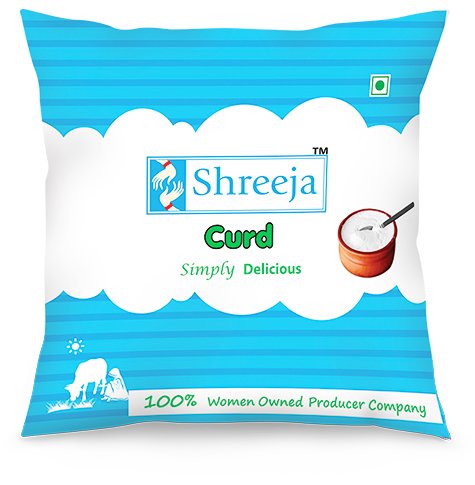 TM
Shreeja
Curd
Simply Delicious
100% Women Owned Producer Company